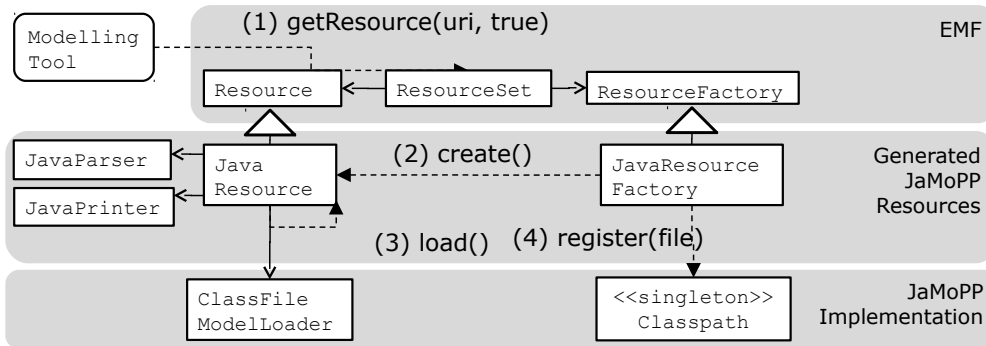 (1) getResource(uri, true)
EMF
Modelling
Tool
Resource
ResourceSet
ResourceFactory
JavaParser
JavaPrinter
Java
Resource
(2) create()
JavaResource
Factory
Generated
JaMoPP
Resources
(3) load()
(4) register(file)
ClassFile
ModelLoader
<<singleton>>
Classpath
JaMoPP
Implementation